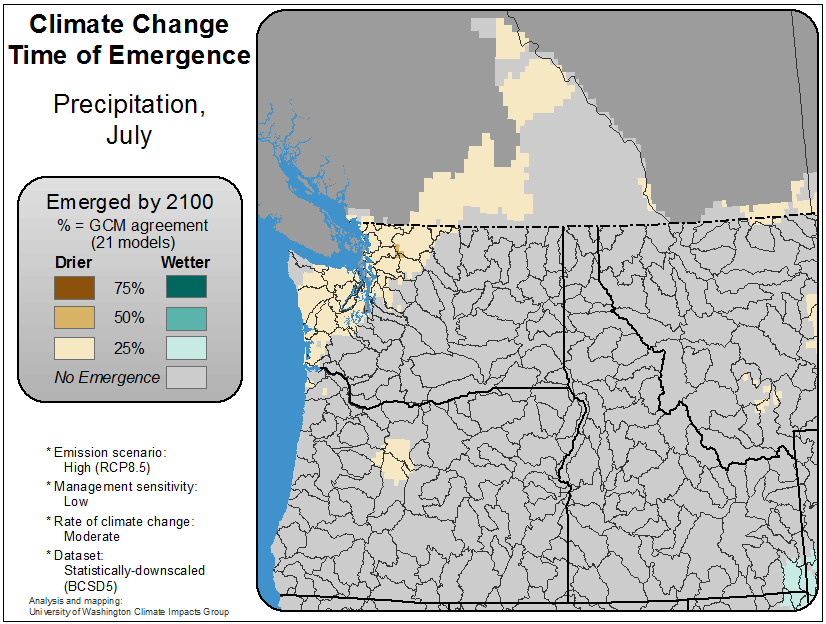 Climate Change
Time of Emergence
Precipitation,
July
Emerged by 2100
% = GCM agreement
(21 models)
Drier Wetter
75%
50%
25%
No Emergence
* Emission scenario:
High (RCP8.5)
* Management sensitivity:
Low
* Rate of climate change:
Moderate
* Dataset:
Statistically-downscaled
(BCSD5)
Analysis and mapping:
University of Washington Climate Impacts Group